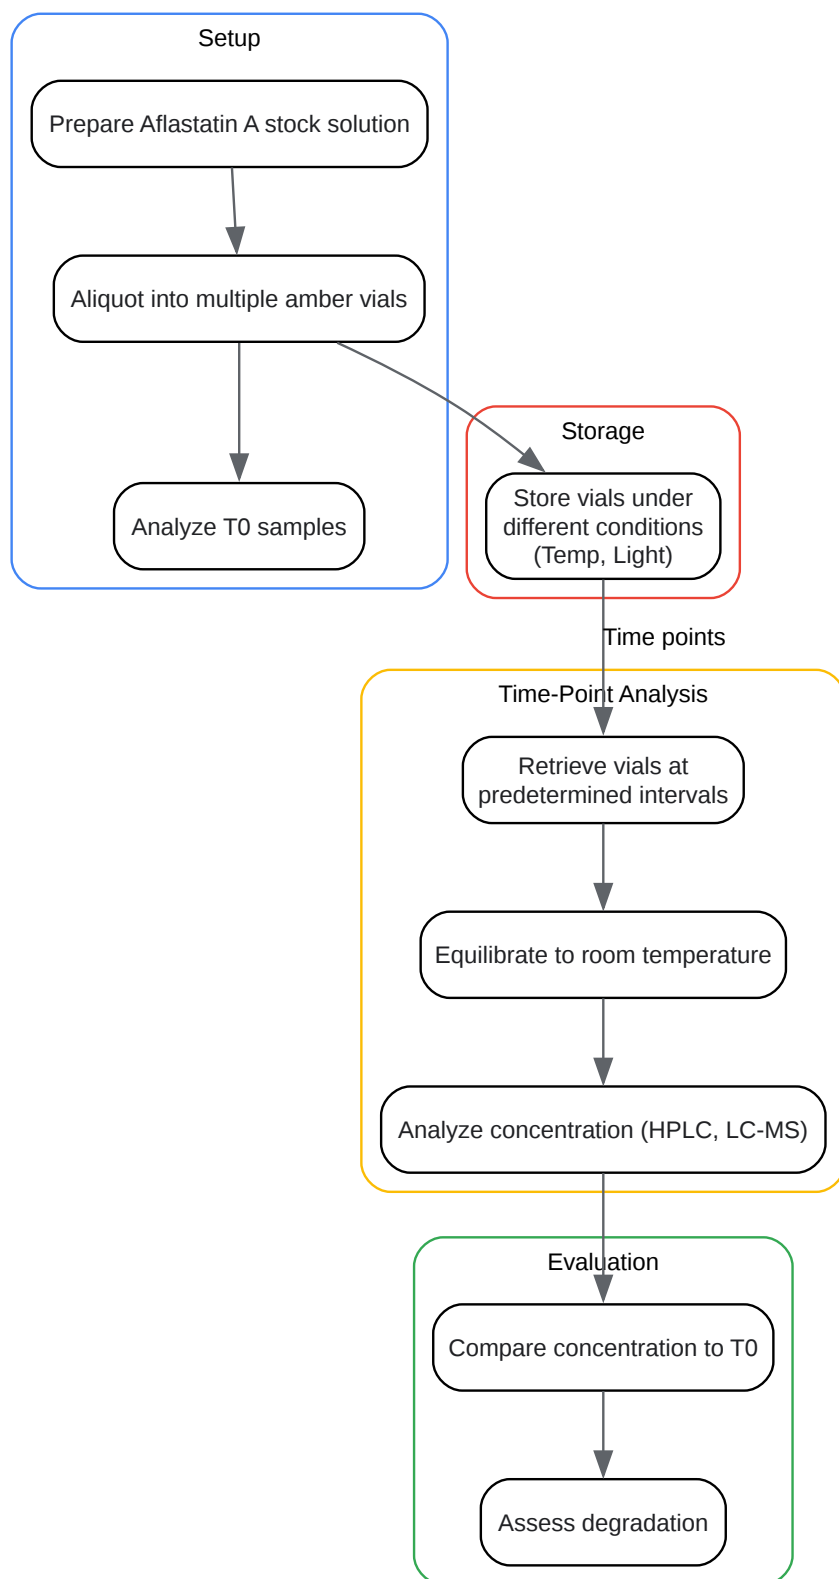 Setup
Prepare Aflastatin A stock solution
Aliquot into multiple amber vials
Analyze T0 samples
Storage
Store vials under
different conditions
(Temp, Light)
Time points
Time-Point Analysis
Retrieve vials at
predetermined intervals
Equilibrate to room temperature
Analyze concentration (HPLC, LC-MS)
Evaluation
Compare concentration to T0
Assess degradation